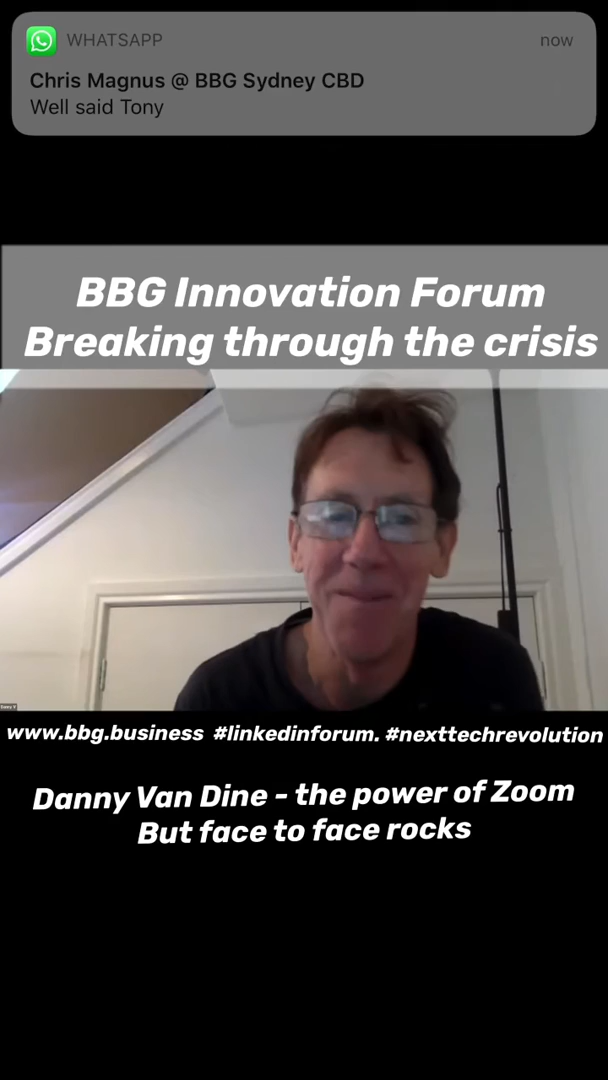 WHATSAPP
now
Chris Magnus @ BBG Sydney CBD
Well said Tony
BBG Innovation Forum
Breaking through the crisis
www.bbg.business #linkedinforum. #nexttechrevolution
Danny Van Dine - the power of Zoom
But face to face rocks